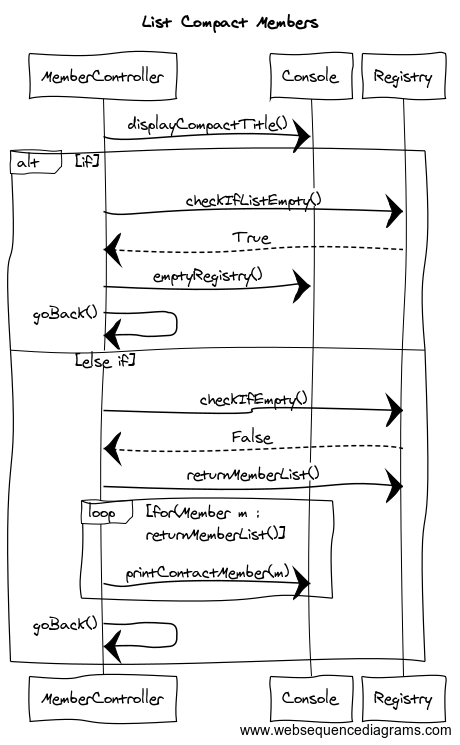 List Compact Members
MemberController Console Registry
displayCompactTitle()
alt [if]
checkIfListEmpty()
True
emptyRegistry()
goBack()
[else if]
checkIfEmpty()
False
returnMemberList()
loop [for(Member m :
returnMemberList()]
printContactMember(m)
goBack()
MemberController Console Registry
www.websequencediagrams.com